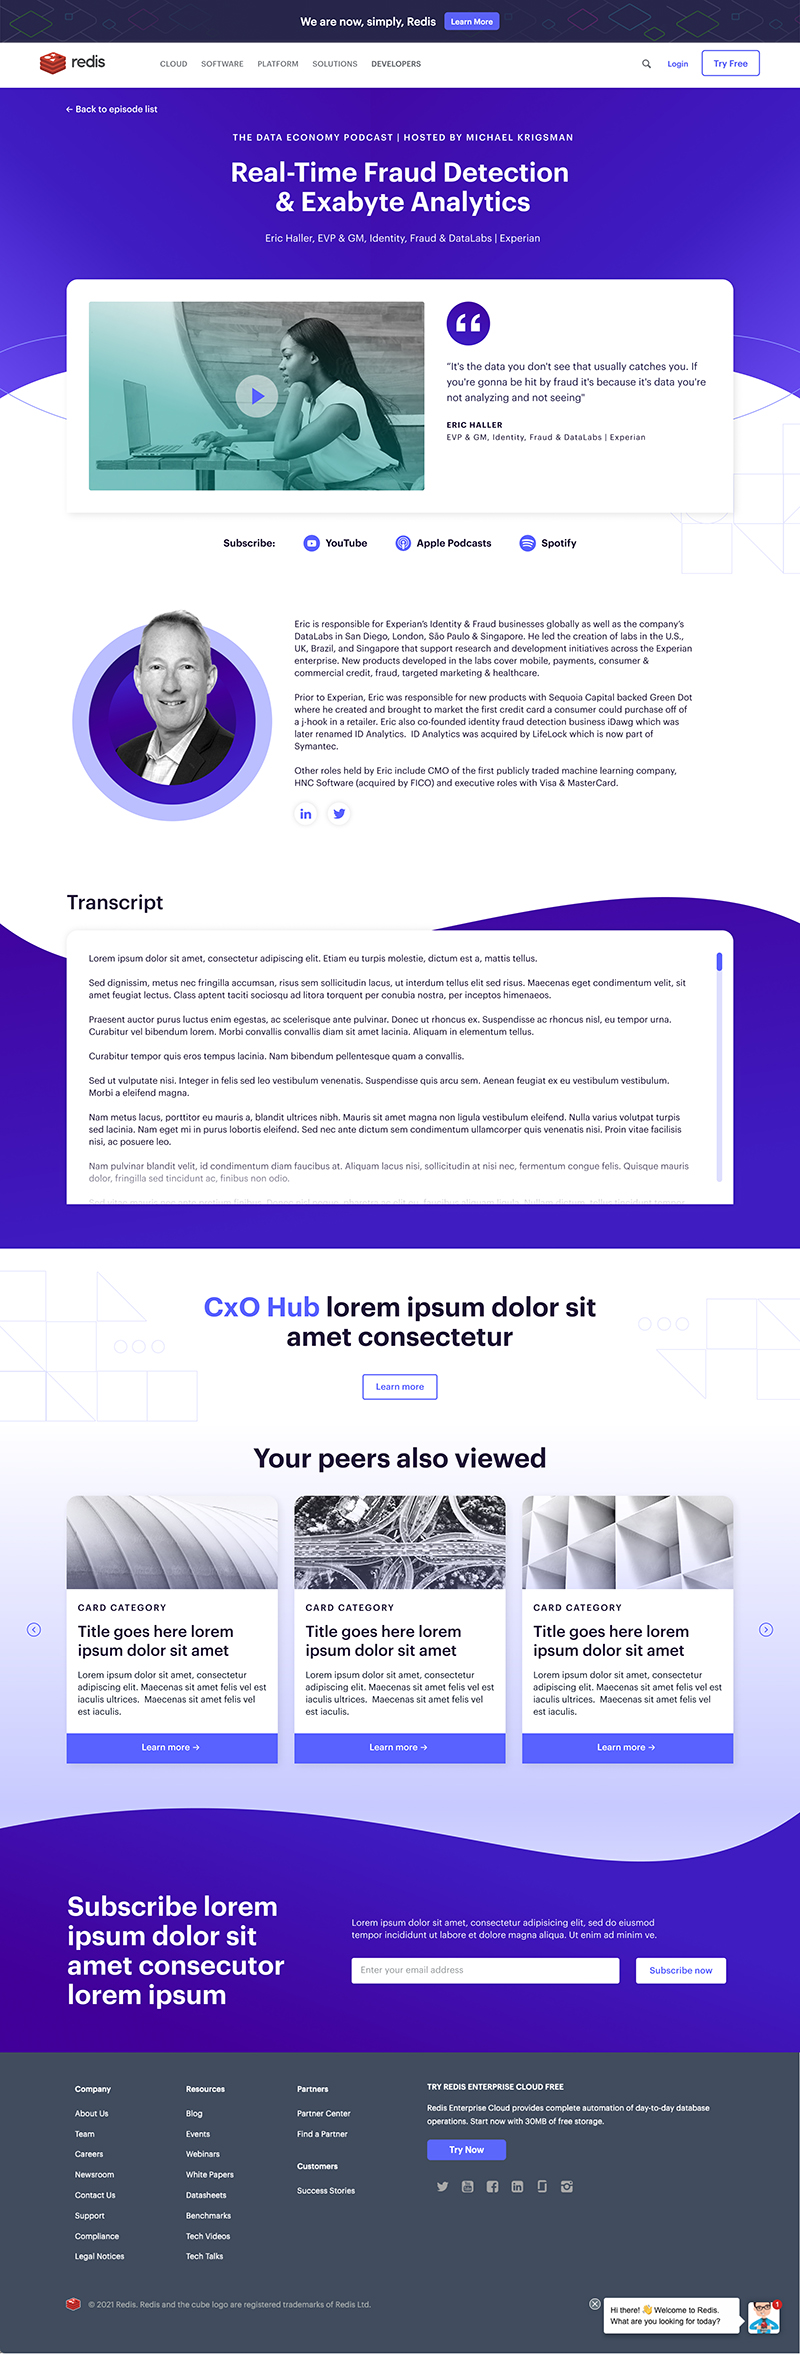 We are now, simply, Redis
Learn More
redis
CLOUD
SOFTWARE
PLATFORM
SOLUTIONS
DEVELOPERS
Login
Try Free
← Back to episode list
THE DATA ECONOMY PODCAST | HOSTED BY MICHAEL KRIGSMAN
Real-Time Fraud Detection
& Exabyte Analytics
Eric Haller, EVP & GM, Identity, Fraud & DataLabs | Experian
“It's the data you don't see that usually catches you. If
you're gonna be hit by fraud it's because it's data you're
not analyzing and not seeing"
ERIC HALLER
EVP & GM, Identity, Fraud & DataLabs | Experian
Subscribe:
YouTube
Apple Podcasts
Spotify
Eric is responsible for Experian’s Identity & Fraud businesses globally as well as the company’s
DataLabs in San Diego, London, São Paulo & Singapore. He led the creation of labs in the U.S.,
UK, Brazil, and Singapore that support research and development initiatives across the Experian
enterprise. New products developed in the labs cover mobile, payments, consumer &
commercial credit, fraud, targeted marketing & healthcare.
Prior to Experian, Eric was responsible for new products with Sequoia Capital backed Green Dot
where he created and brought to market the first credit card a consumer could purchase off of
a j-hook in a retailer. Eric also co-founded identity fraud detection business iDawg which was
later renamed ID Analytics. ID Analytics was acquired by LifeLock which is now part of
Symantec.
Other roles held by Eric include CMO of the first publicly traded machine learning company,
HNC Software (acquired by FICO) and executive roles with Visa & MasterCard.
in
Transcript
Lorem ipsum dolor sit amet, consectetur adipiscing elit. Etiam eu turpis molestie, dictum est a, mattis tellus.
Sed dignissim, metus nec fringilla accumsan, risus sem sollicitudin lacus, ut interdum tellus elit sed risus. Maecenas eget condimentum velit, sit
amet feugiat lectus. Class aptent taciti sociosqu ad litora torquent per conubia nostra, per inceptos himenaeos.
Praesent auctor purus luctus enim egestas, ac scelerisque ante pulvinar. Donec ut rhoncus ex. Suspendisse ac rhoncus nisl, eu tempor urna.
Curabitur vel bibendum lorem. Morbi convallis convallis diam sit amet lacinia. Aliquam in elementum tellus.
Curabitur tempor quis eros tempus lacinia. Nam bibendum pellentesque quam a convallis.
Sed ut vulputate nisi. Integer in felis sed leo vestibulum venenatis. Suspendisse quis arcu sem. Aenean feugiat ex eu vestibulum vestibulum.
Morbi a eleifend magna.
Nam metus lacus, porttitor eu mauris a, blandit ultrices nibh. Mauris sit amet magna non ligula vestibulum eleifend. Nulla varius volutpat turpis
sed lacinia. Nam eget mi in purus lobortis eleifend. Sed nec ante dictum sem condimentum ullamcorper quis venenatis nisi. Proin vitae facilisis
nisi, ac posuere leo.
Nam pulvinar blandit velit, id condimentum diam faucibus at. Aliquam lacus nisi, sollicitudin at nisi nec, fermentum congue felis. Quisque mauris
dolor, fringilla sed tincidunt ac, finibus non odio.
CxO Hub lorem ipsum dolor sit
amet consectetur
Learn more
Your peers also viewed
CARD CATEGORY
Title goes here lorem
ipsum dolor sit amet
Lorem ipsum dolor sit amet, consectetur
adipiscing elit. Maecenas sit amet felis vel est
iaculis ultrices. Maecenas sit amet felis vel
est iaculis.
Learn more →
CARD CATEGORY
Title goes here lorem
ipsum dolor sit amet
Lorem ipsum dolor sit amet, consectetur
adipiscing elit. Maecenas sit amet felis vel est
iaculis ultrices. Maecenas sit amet felis vel
est iaculis.
Learn more →
CARD CATEGORY
Title goes here lorem
ipsum dolor sit amet
Lorem ipsum dolor sit amet, consectetur
adipiscing elit. Maecenas sit amet felis vel est
iaculis ultrices. Maecenas sit amet felis vel
est iaculis.
Learn more →
Subscribe lorem
ipsum dolor sit
amet consecutor
lorem ipsum
Lorem ipsum dolor sit amet, consectetur adipisicing elit, sed do eiusmod
tempor incididunt ut labore et dolore magna aliqua. Ut enim ad minim ve.
Enter your email address
Subscribe now
Company
About Us
Team
Careers
Newsroom
Contact Us
Support
Compliance
Legal Notices
Resources
Blog
Events
Webinars
White Papers
Datasheets
Benchmarks
Tech Videos
Tech Talks
Partners
Partner Center
Find a Partner
Customers
Success Stories
TRY REDIS ENTERPRISE CLOUD FREE
Redis Enterprise Cloud provides complete automation of day-to-day database
operations. Start now with 30MB of free storage.
Try Now
© 2021 Redis. Redis and the cube logo are registered trademarks of Redis Ltd.
Hi there! 👋 Welcome to Redis.
What are you looking for today?
1